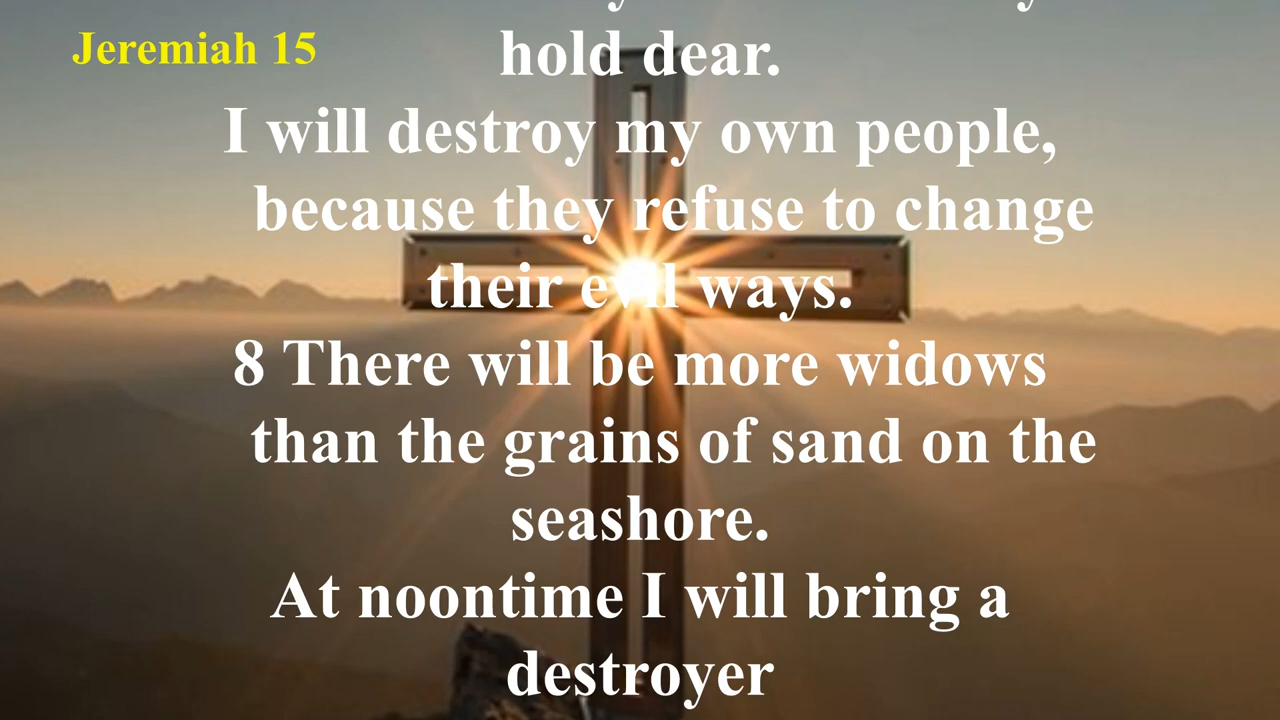 Jeremiah 15
hold dear.
I will destroy my own people,
because they refuse to change
their evil ways.
8 There will be more widows
than the grains of sand on the
seashore.
At noontime I will bring a
destroyer